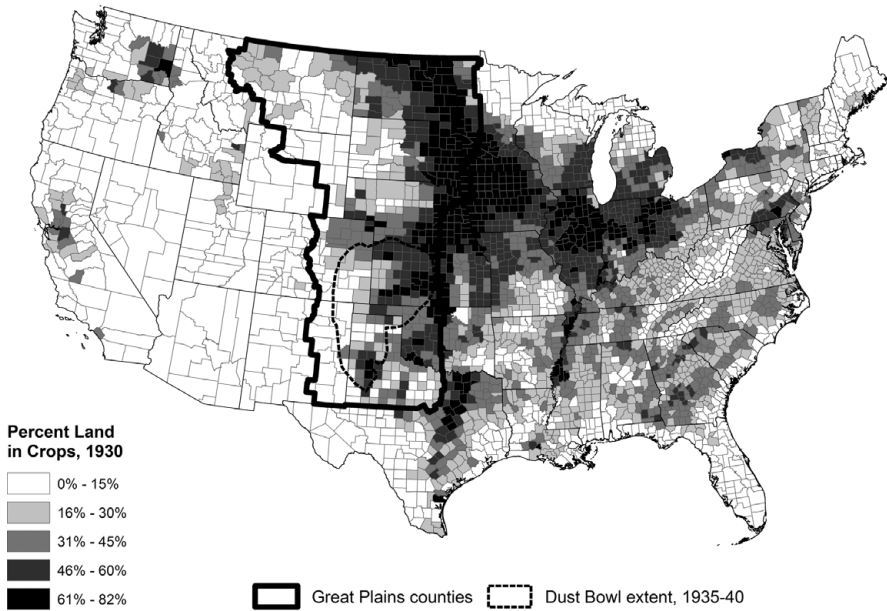 Percent Land
in Crops, 1930
0% - 15%
16% - 30%
31% - 45%
46% - 60%
61% - 82%
Great Plains counties
Dust Bowl extent, 1935-40